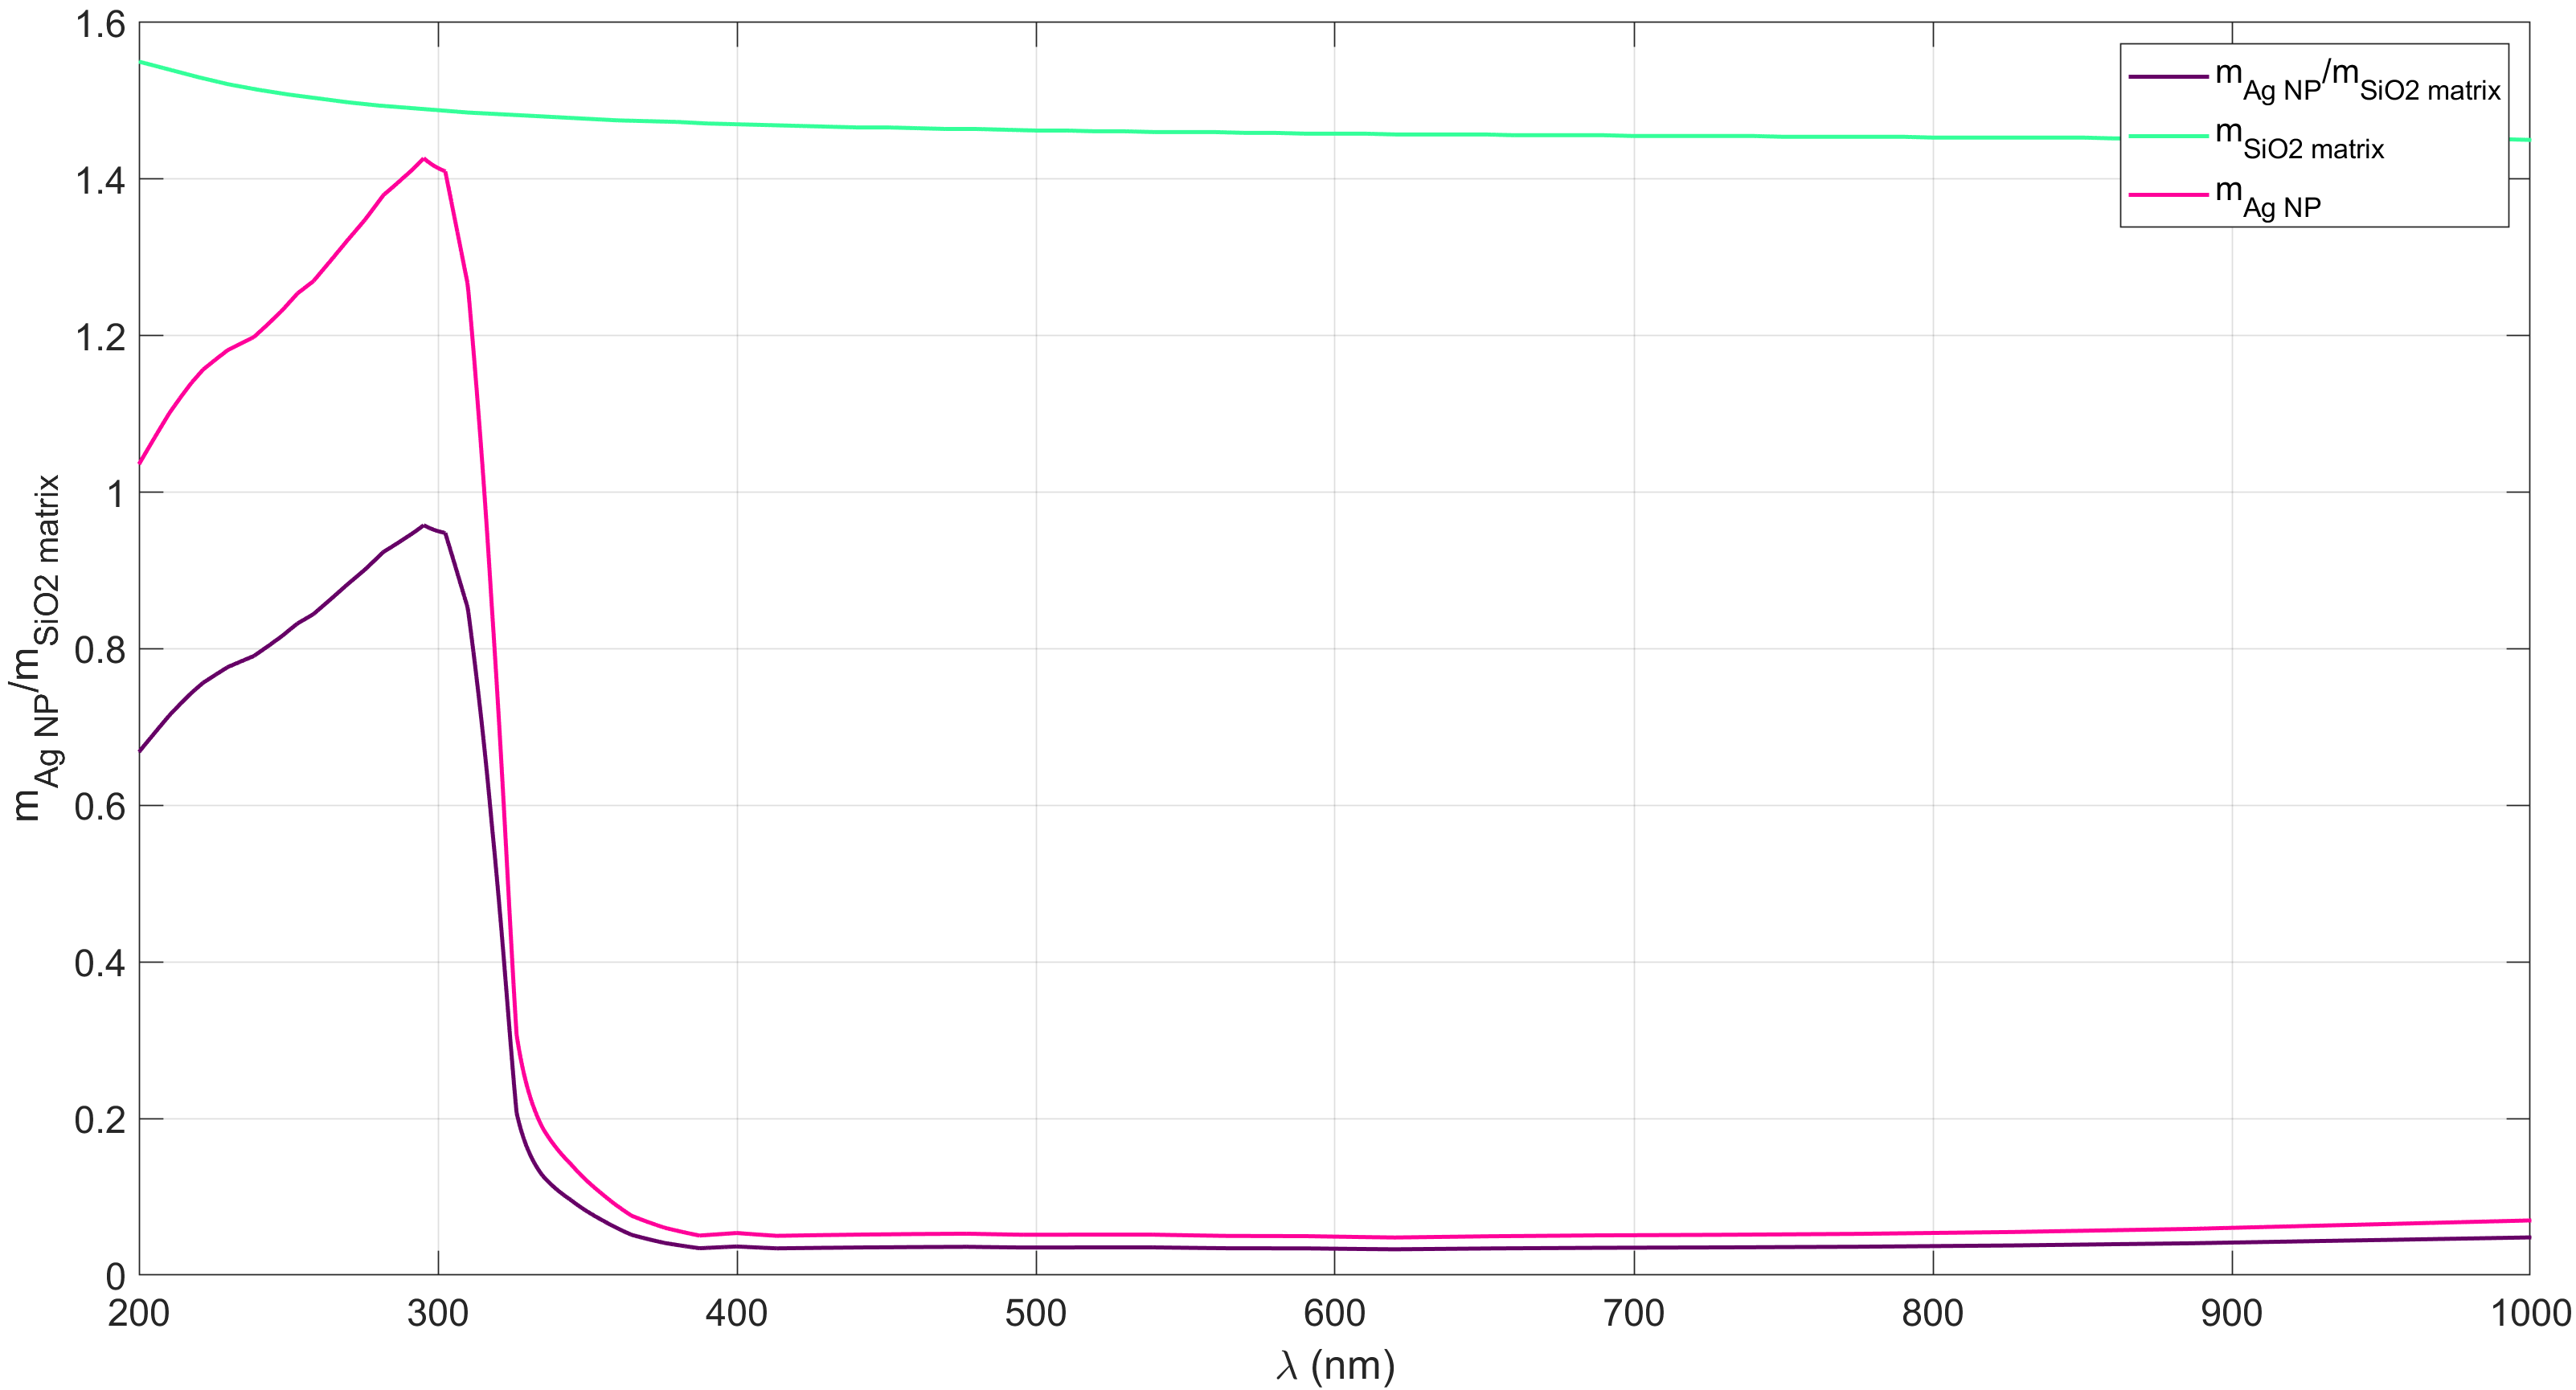 1.6
1.4
1.2
1
0.8
0.6
0.4
0.2
0
m_Ag NP/m_SiO2 matrix
m_Ag NP/m_SiO2 matrix
m_SiO2 matrix
m_Ag NP
200 300 400 500 600 700 800 900 1000
λ (nm)